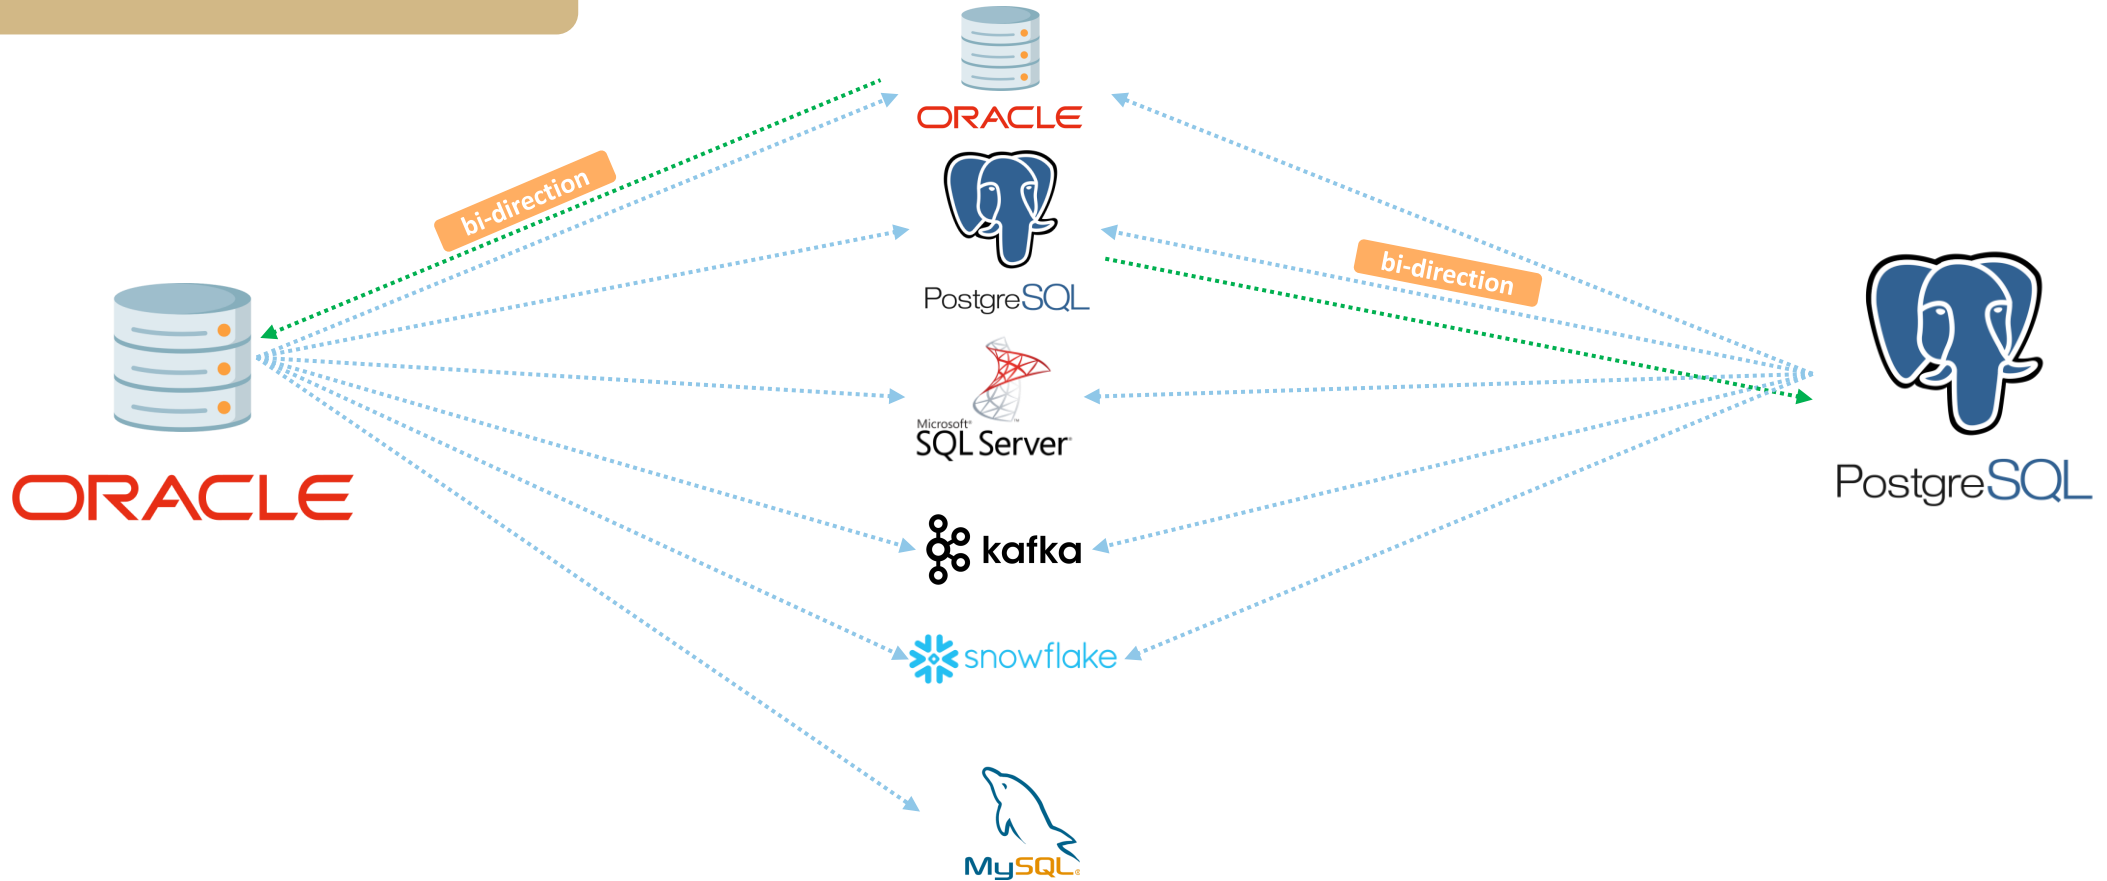 ORACLE
bi-direction
PostgreSQL
bi-direction
Microsoft®
SQL Server
ORACLE
PostgreSQL
kafka
snowflake
MySQL®